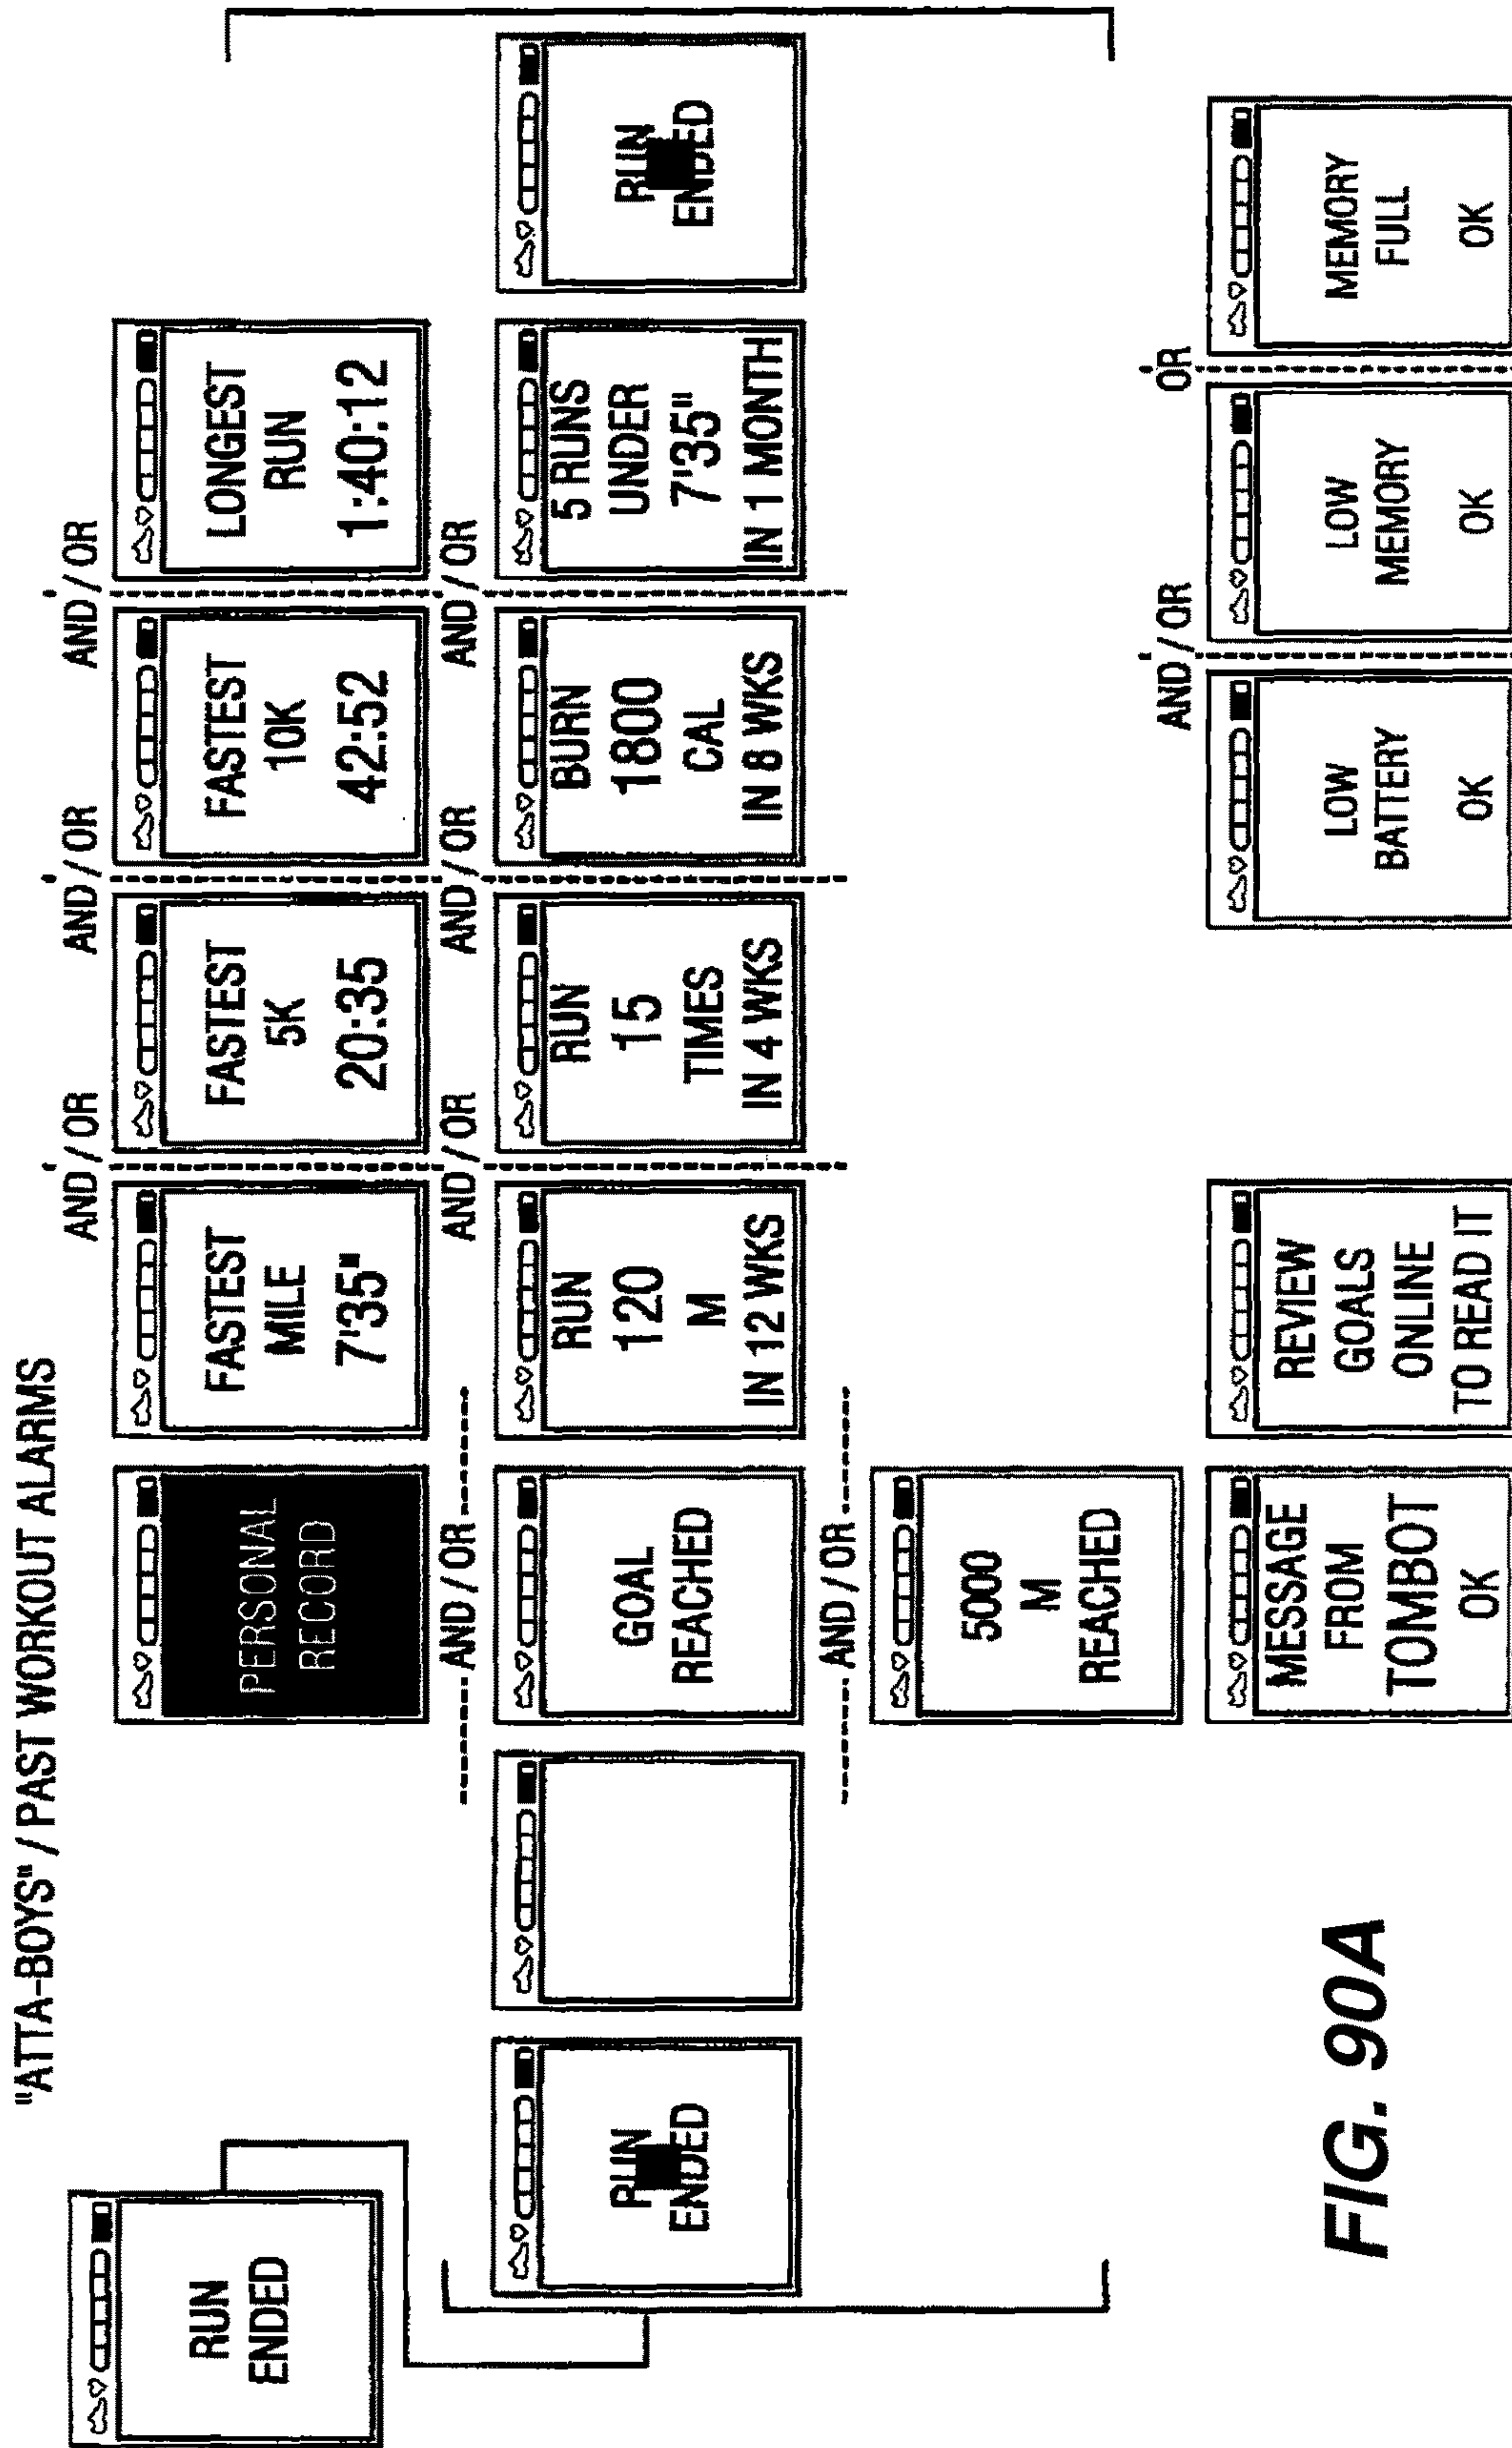 "ATTA-BOYS" / PAST WORKOUT ALARMS
RUN
ENDED
AND / OR
AND / OR
AND / OR
PERSONAL
RECORD
FASTEST
MILE
7'35"
FASTEST
5K
20:35
FASTEST
10K
42:52
LONGEST
RUN
1:40:12
AND / OR
AND / OR
AND / OR
AND / OR
RUN
ENDED
GOAL
REACHED
RUN
120
M
IN 12 WKS
RUN
15
TIMES
IN 4 WKS
BURN
1800
CAL
IN 8 WKS
5 RUNS
UNDER
7'35"
IN 1 MONTH
RUN
ENDED
AND / OR
5000
M
REACHED
AND / OR
OR
MESSAGE
FROM
TOMBOT
OK
REVIEW
GOALS
ONLINE
TO READ IT
LOW
BATTERY
OK
LOW
MEMORY
OK
MEMORY
FULL
OK
FIG. 90A